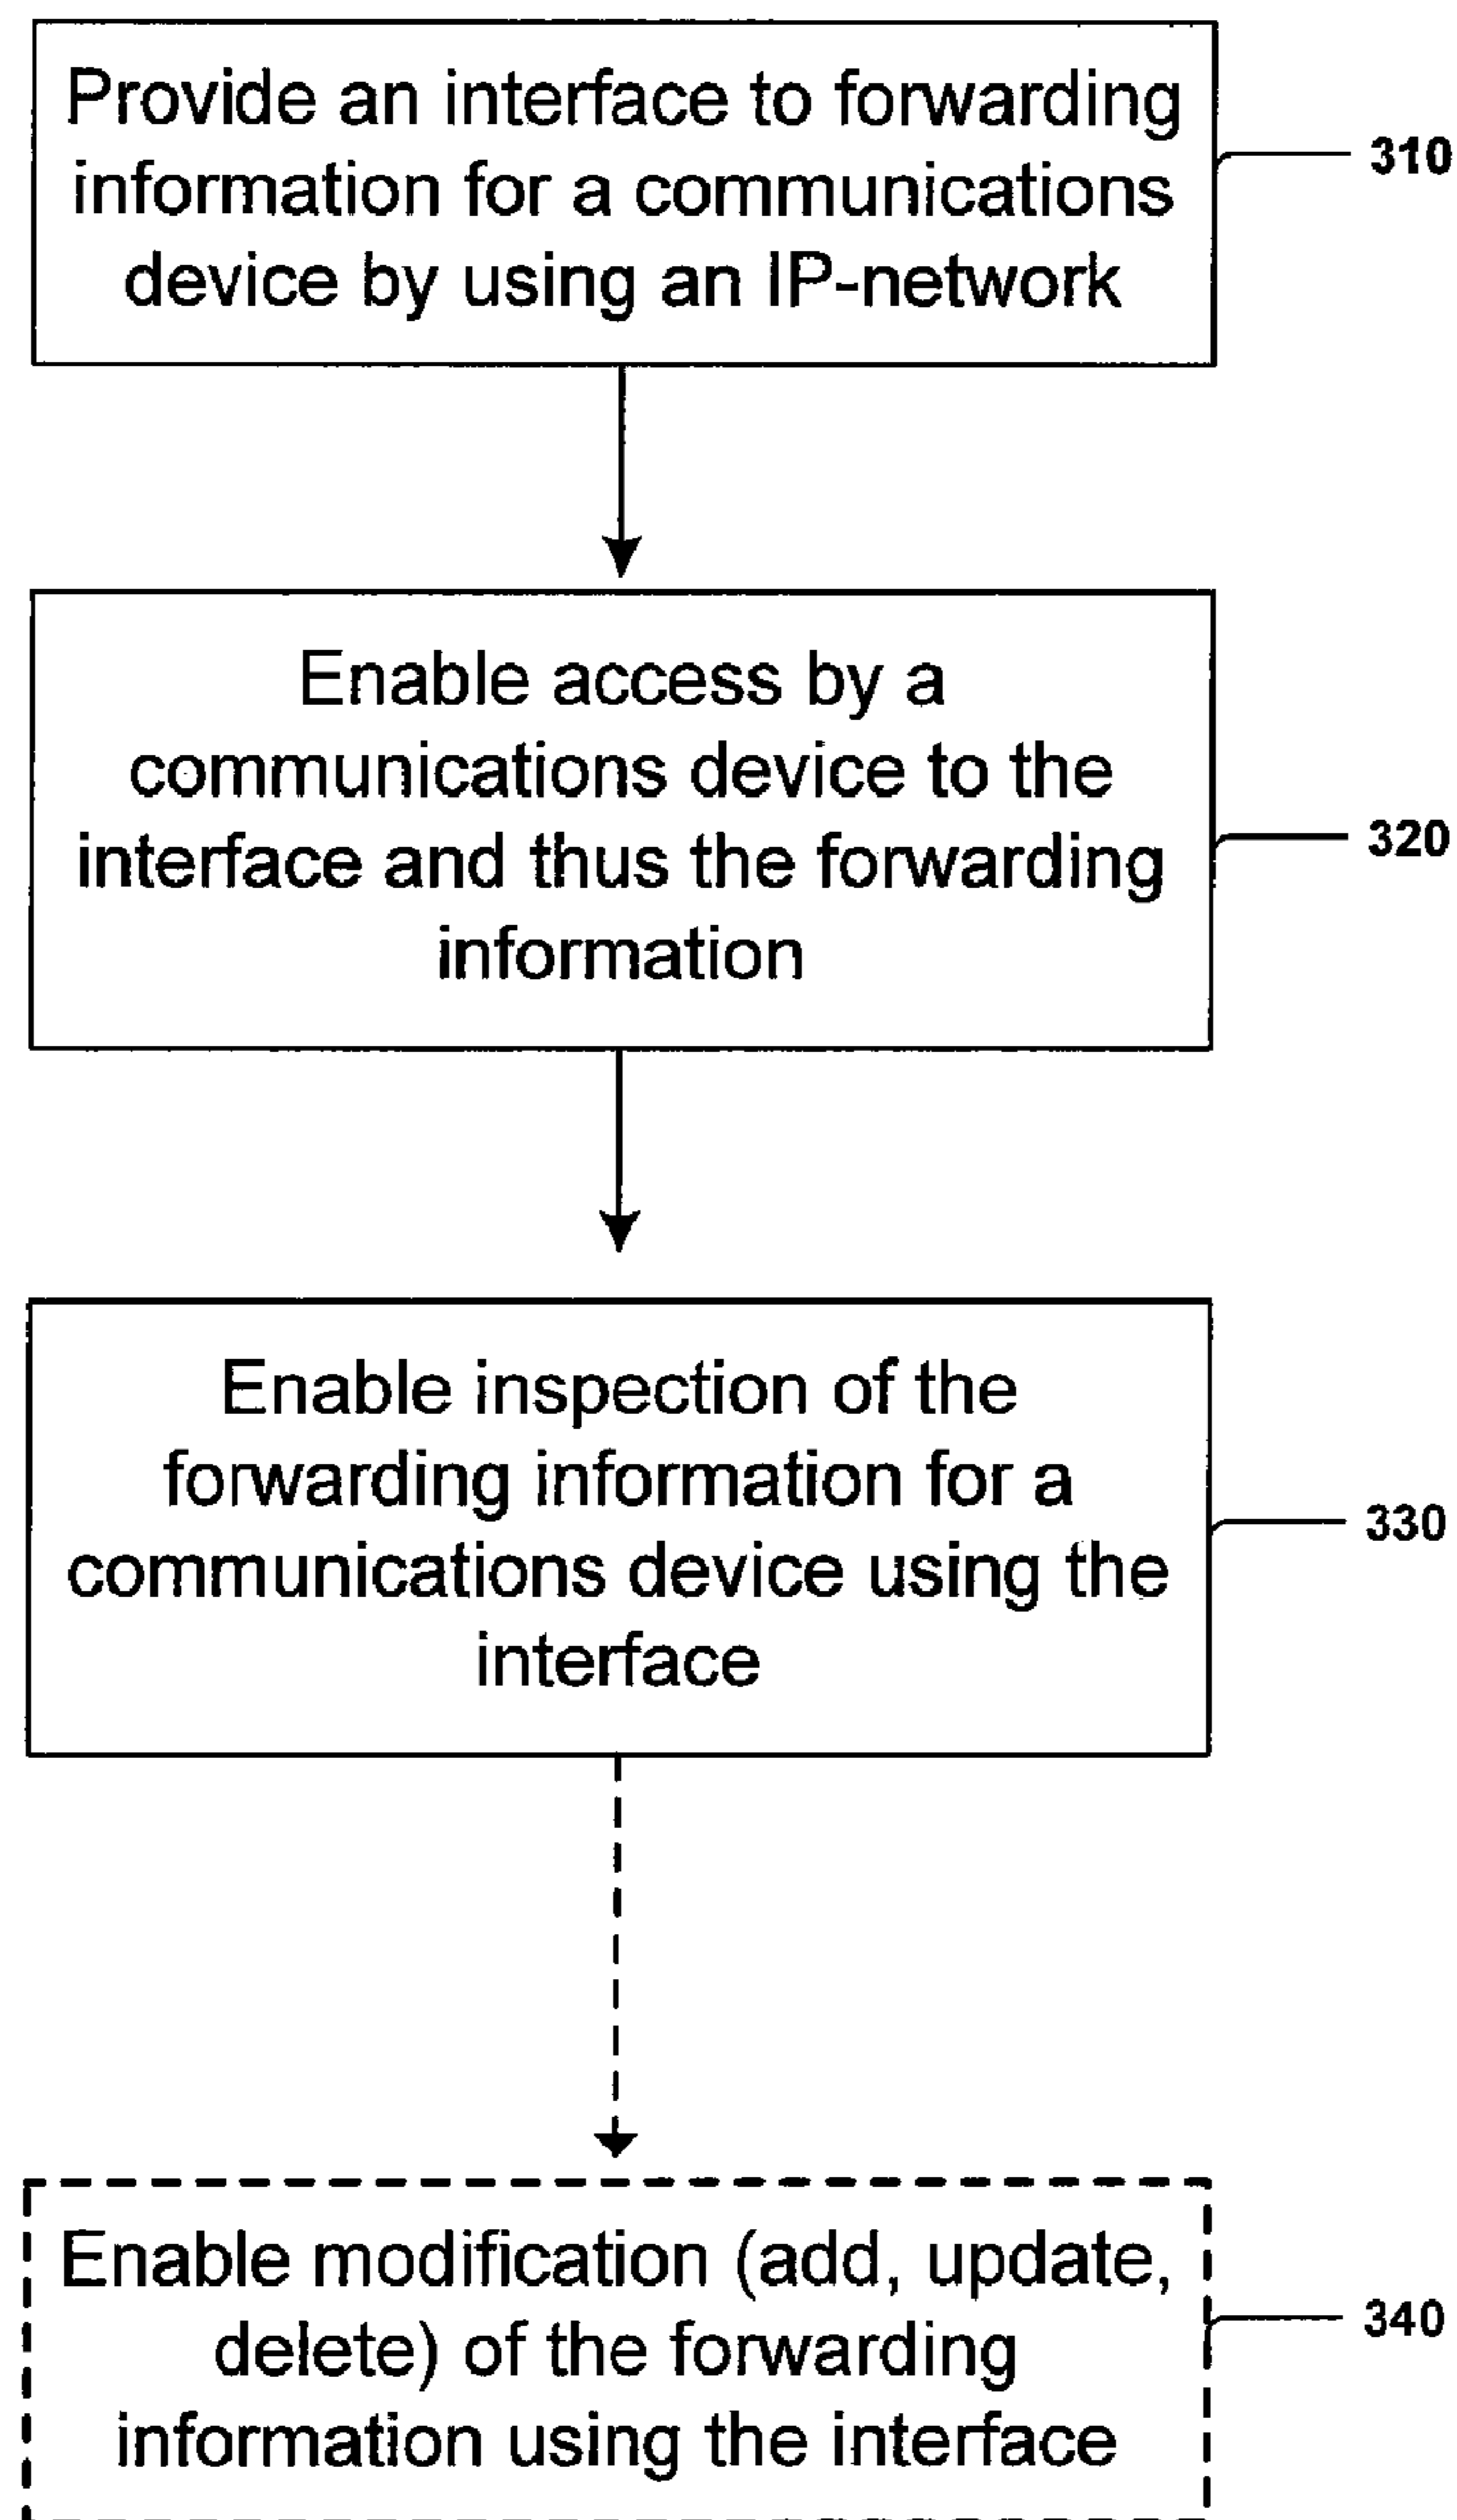 Provide an interface to forwarding
information for a communications
device by using an IP-network
310
Enable access by a
communications device to the
interface and thus the forwarding
information
320
Enable inspection of the
forwarding information for a
communications device using the
interface
330
Enable modification (add, update,
delete) of the forwarding
information using the interface
340